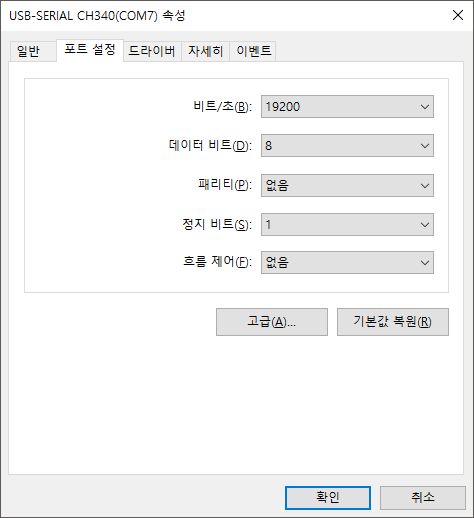 USB-SERIAL CH340(COM7) 속성
일반 포트 설정 드라이버 자세히 이벤트
비트/초(B): 19200
데이터 비트(D): 8
패리티(P): 없음
정지 비트(S): 1
흐름 제어(F): 없음
고급(A)... 기본값 복원(R)
확인 취소